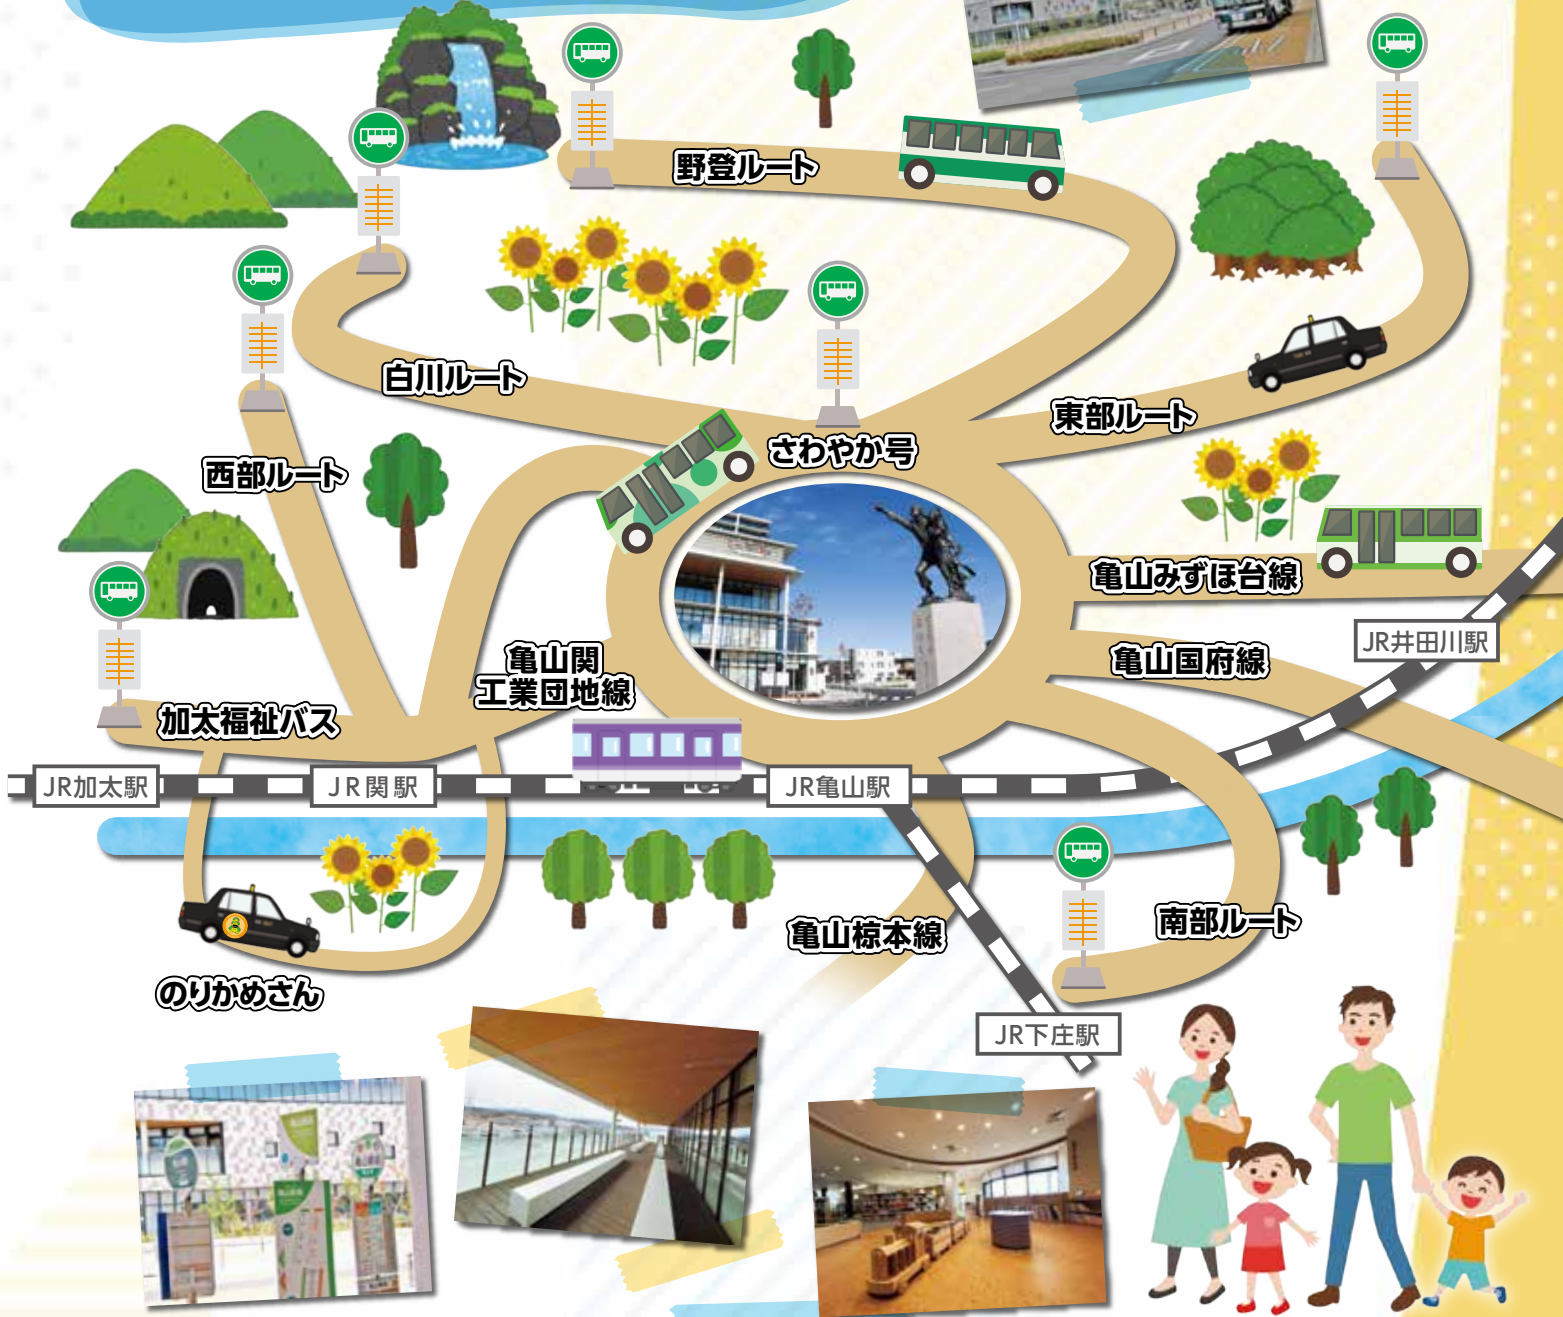 野登ルート
白川ルート
東部ルート
さわやか号
西部ルート
亀山みずほ台線
JR井田川駅
亀山関
工業団地線
亀山国府線
加太福祉バス
JR加太駅
JR関駅
JR亀山駅
亀山椋本線
南部ルート
のりかめさん
JR下庄駅